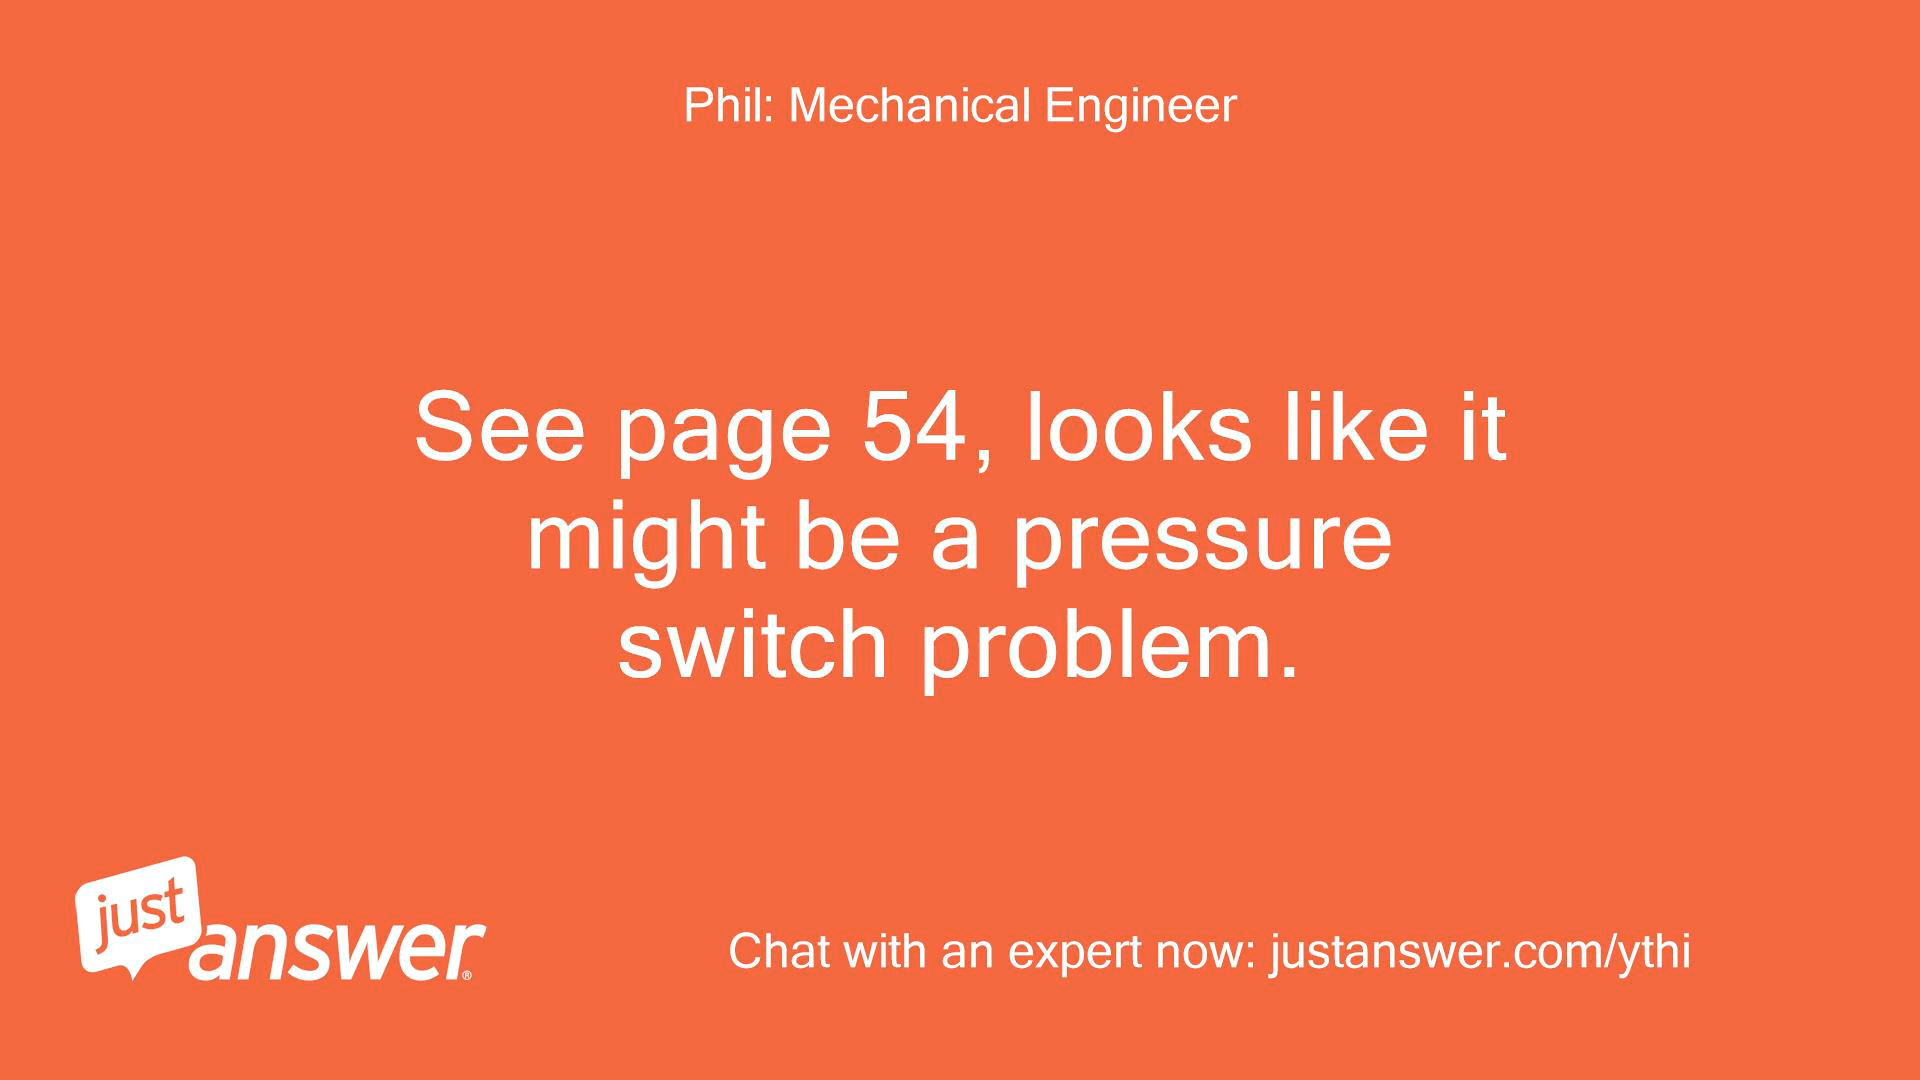 Phil: Mechanical Engineer
See page 54, looks like it
might be a pressure
switch problem.
just
answer®
Chat with an expert now: justanswer.com/ythi